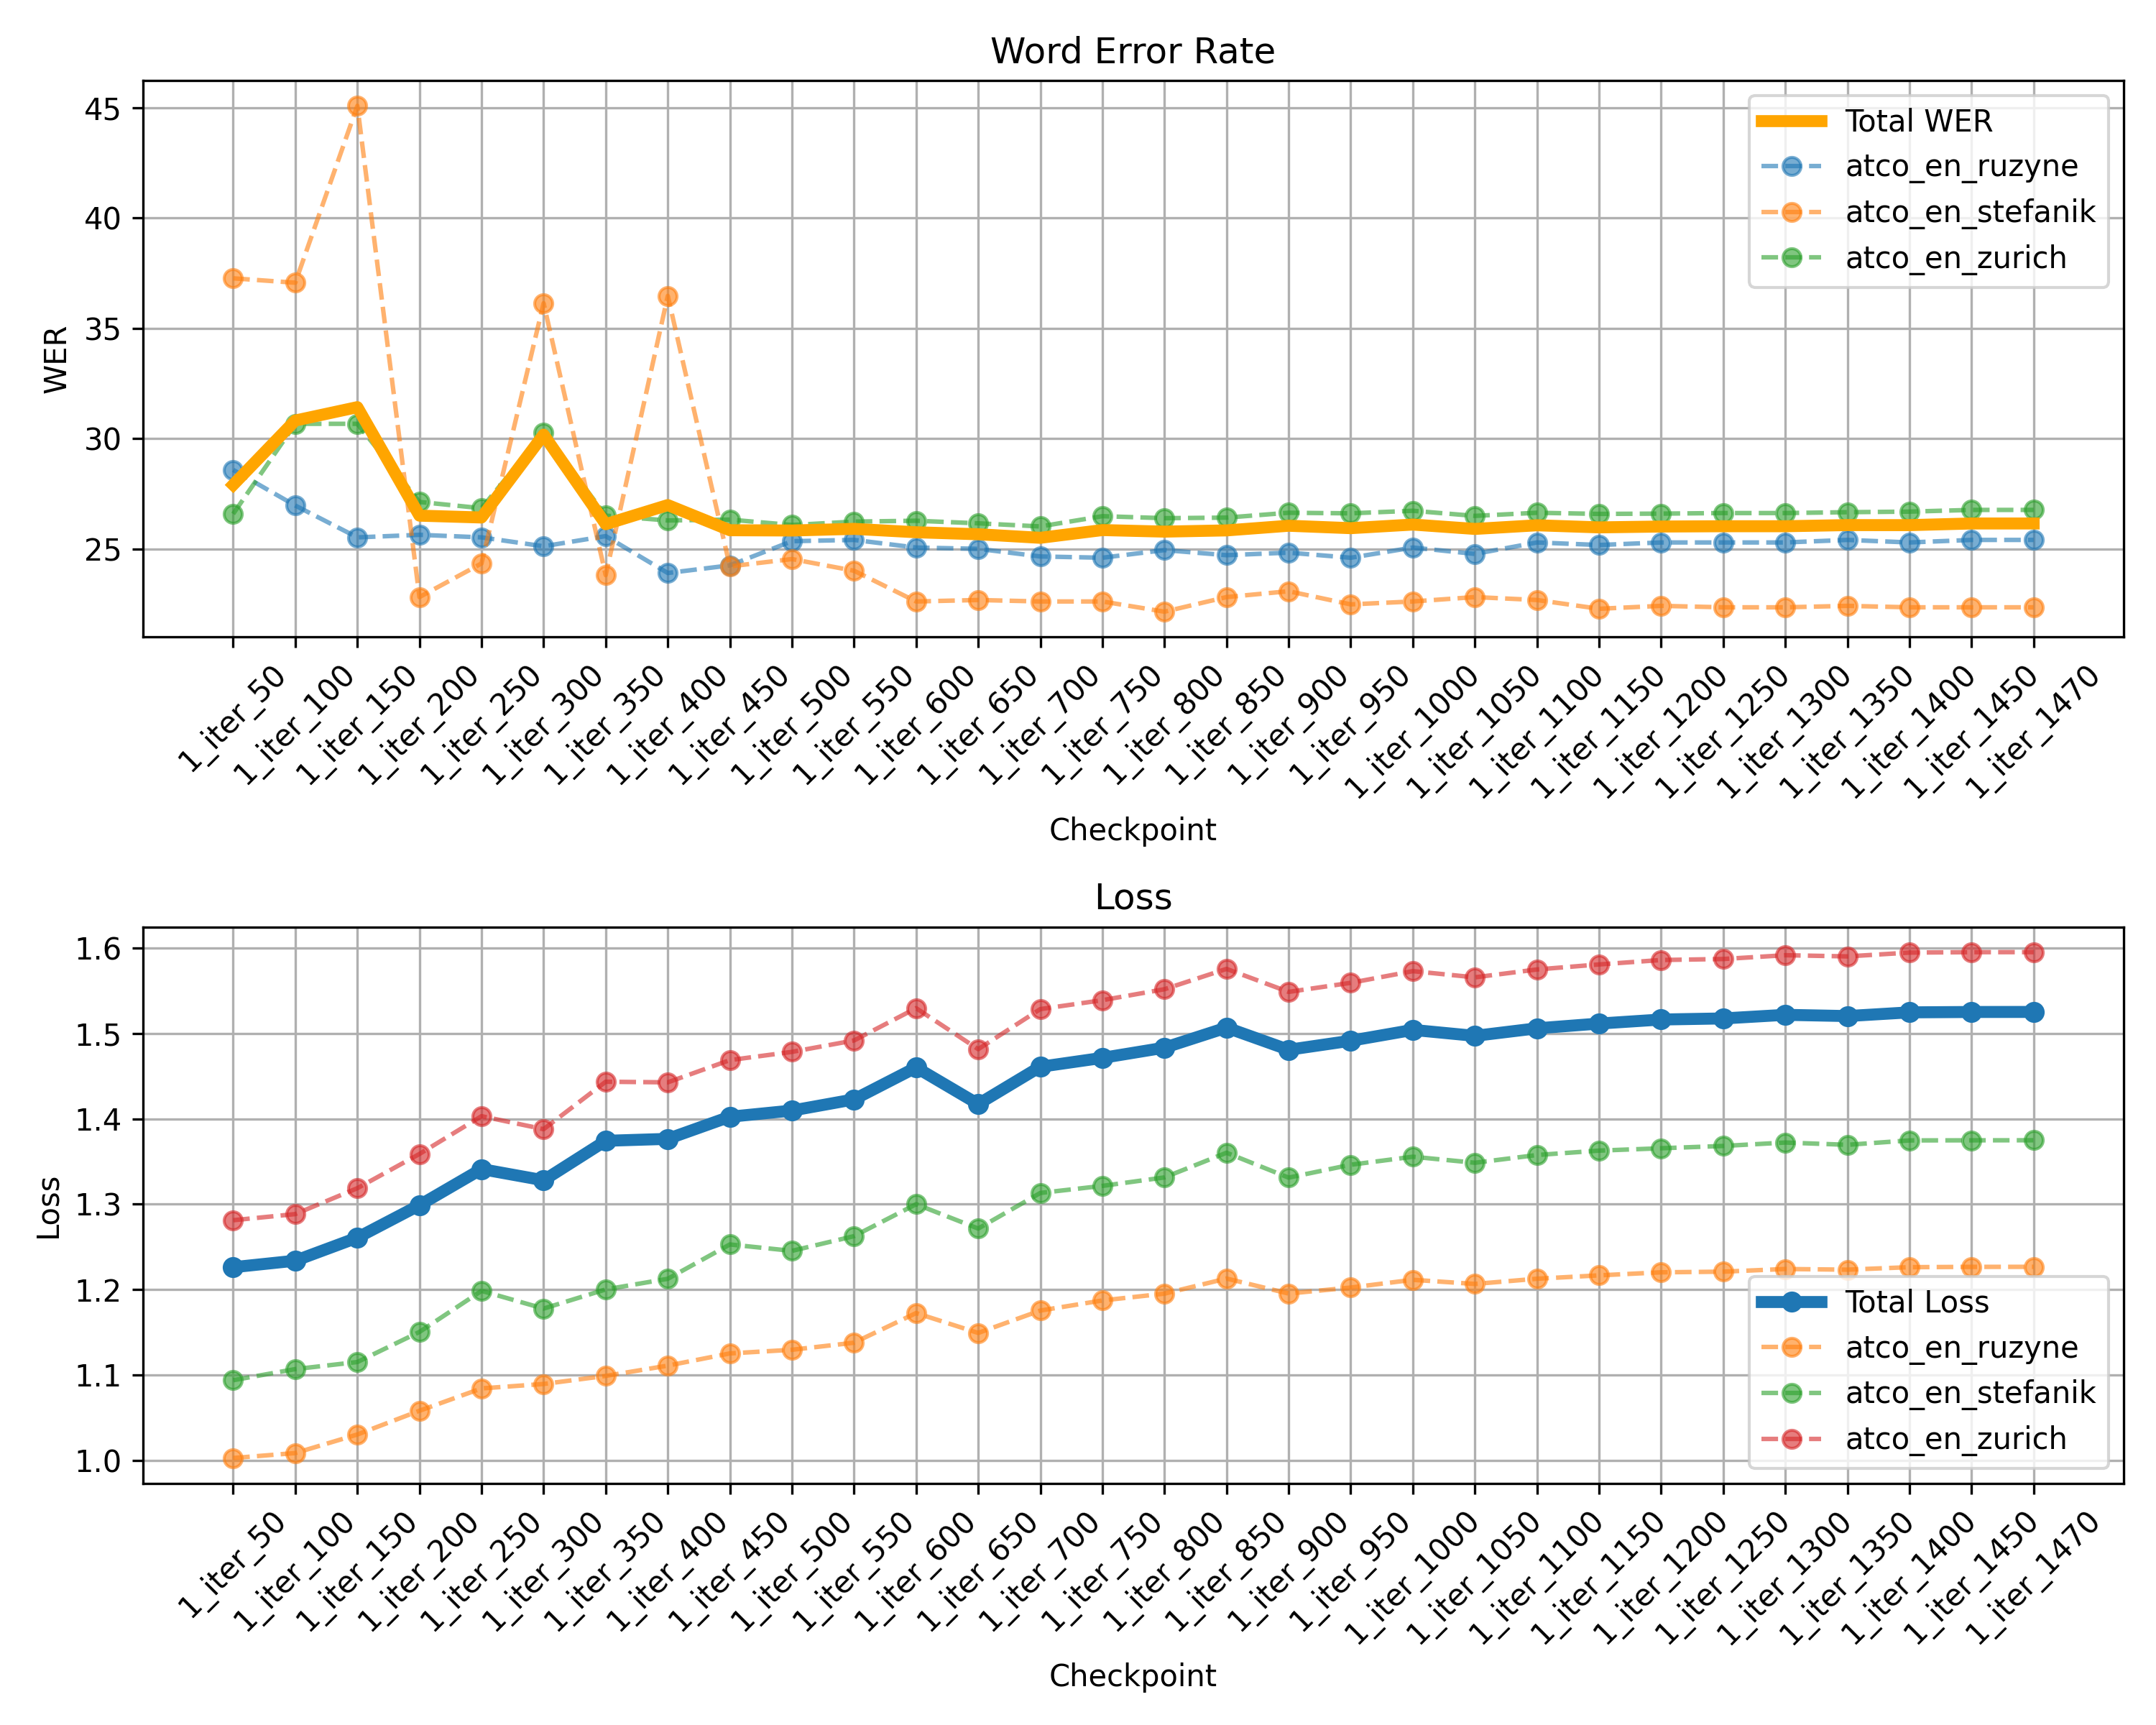 Word Error Rate
WER
45
40
35
30
25
Total WER
atco_en_ruzyne
atco_en_stefanik
atco_en_zurich
1_iter_50
1_iter_100
1_iter_150
1_iter_200
1_iter_250
1_iter_300
1_iter_350
1_iter_400
1_iter_450
1_iter_500
1_iter_550
1_iter_600
1_iter_650
1_iter_700
1_iter_750
1_iter_800
1_iter_850
1_iter_900
1_iter_950
1_iter_1000
1_iter_1050
1_iter_1100
1_iter_1150
1_iter_1200
1_iter_1250
1_iter_1300
1_iter_1350
1_iter_1400
1_iter_1450
1_iter_1470
Checkpoint
Loss
Loss
1.6
1.5
1.4
1.3
1.2
1.1
1.0
Total Loss
atco_en_ruzyne
atco_en_stefanik
atco_en_zurich
1_iter_50
1_iter_100
1_iter_150
1_iter_200
1_iter_250
1_iter_300
1_iter_350
1_iter_400
1_iter_450
1_iter_500
1_iter_550
1_iter_600
1_iter_650
1_iter_700
1_iter_750
1_iter_800
1_iter_850
1_iter_900
1_iter_950
1_iter_1000
1_iter_1050
1_iter_1100
1_iter_1150
1_iter_1200
1_iter_1250
1_iter_1300
1_iter_1350
1_iter_1400
1_iter_1450
1_iter_1470
Checkpoint